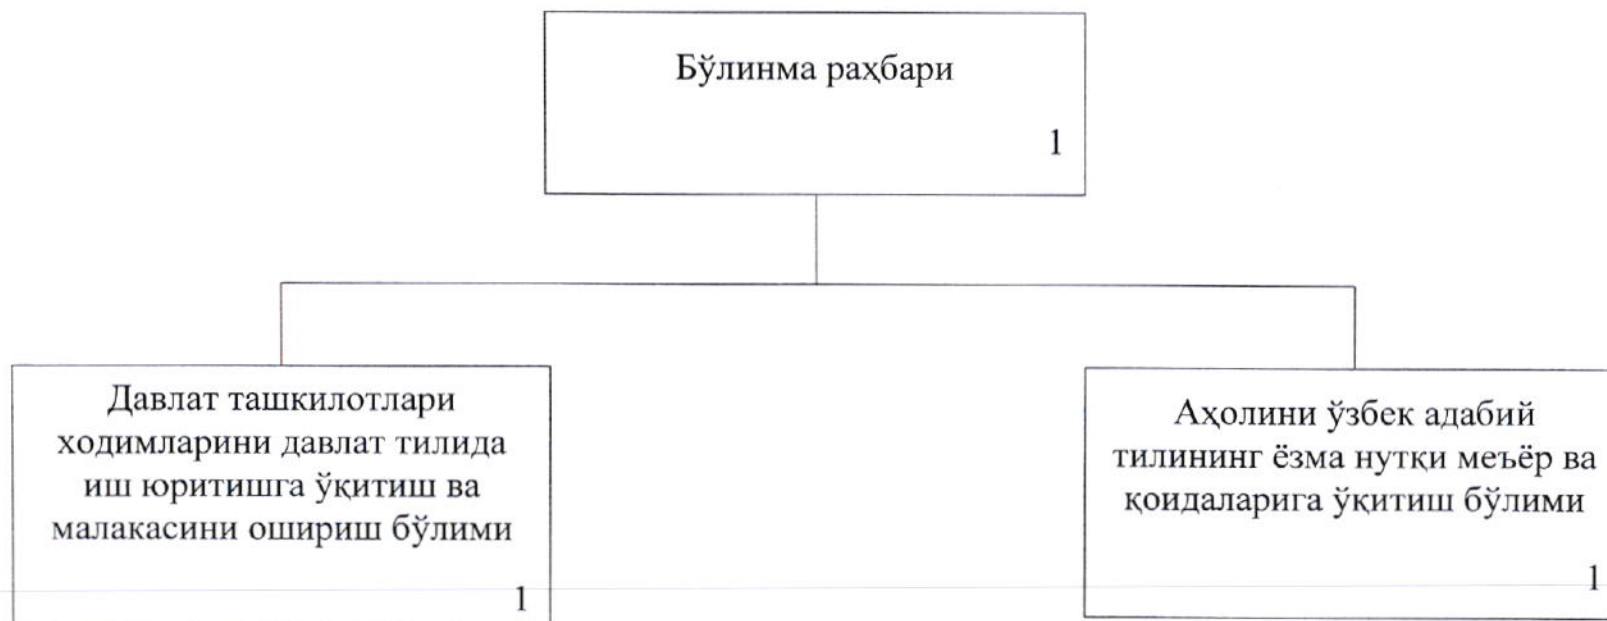 Бўлинма раҳбари
1
Давлат ташкилотлари
ходимларини давлат тилида
иш юритишга ўқитиш ва
малакасини ошириш бўлими
1
Аҳолини ўзбек адабий
тилининг ёзма нутқи меъёр ва
қоидаларига ўқитиш бўлими
1